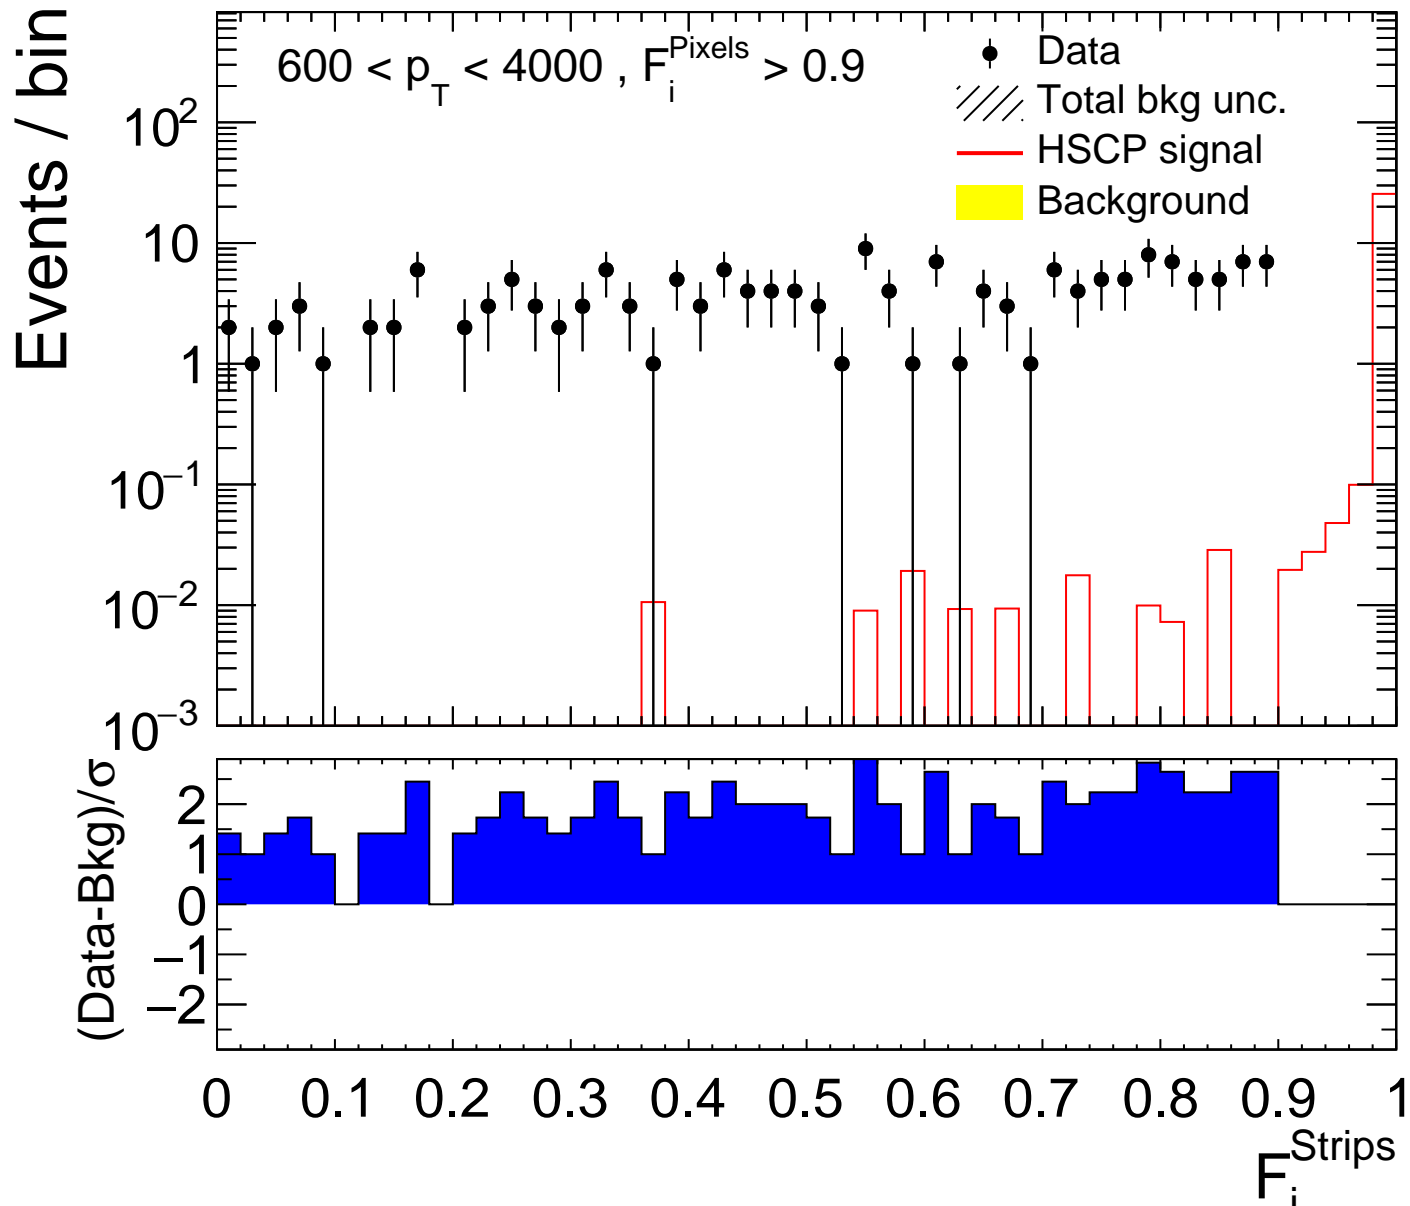 600 < p_T < 4000 , F_i^Pixels > 0.9
Data
Total bkg unc.
HSCP signal
Background
Events / bin
10^2
10
1
10^−1
10^−2
10^−3
(Data-Bkg)/σ
2
1
0
−1
−2
0 0.1 0.2 0.3 0.4 0.5 0.6 0.7 0.8 0.9 1
F_i^Strips